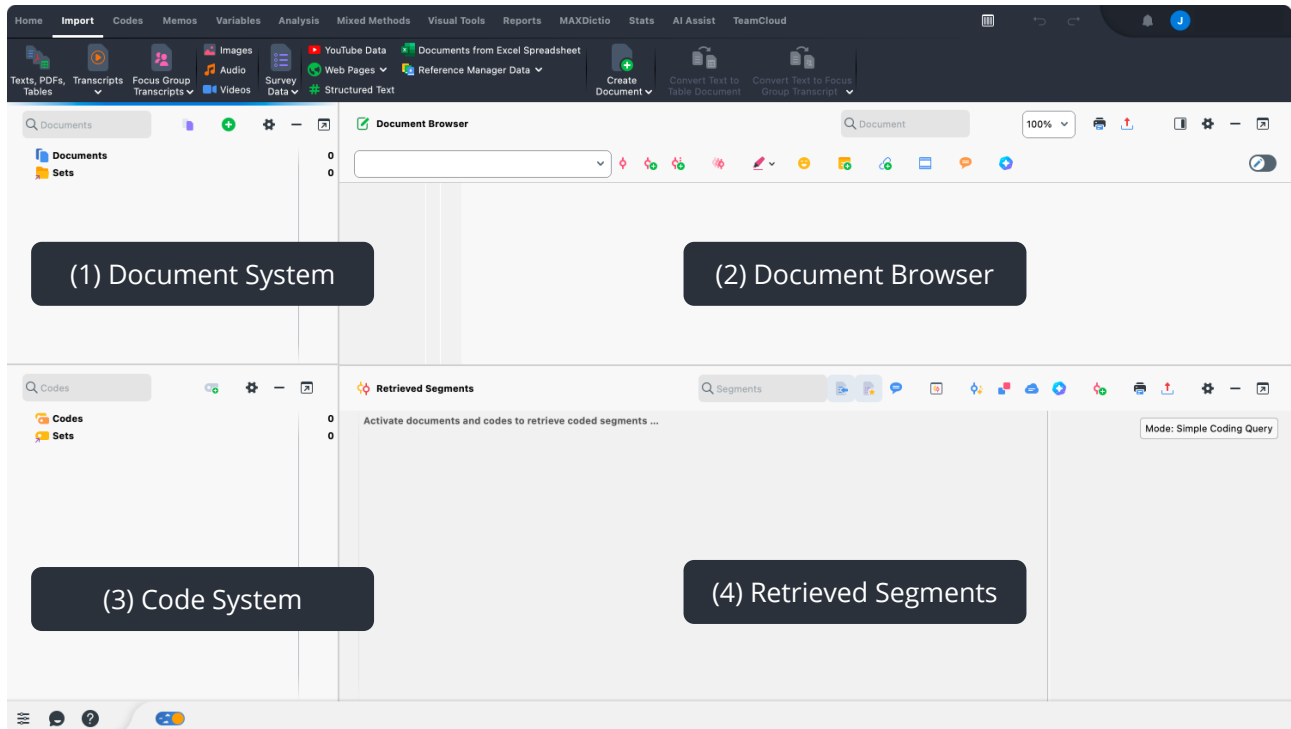 Home Import Codes Memos Variables Analysis Mixed Methods Visual Tools Reports MAXDictio Stats AI Assist TeamCloud
J
Texts, PDFs, Tables
Transcripts
Focus Group Transcripts
Images
Audio
Videos
Survey Data
YouTube Data
Web Pages
Structured Text
Documents from Excel Spreadsheet
Reference Manager Data
Create Document
Convert Text to Table Document
Convert Text to Focus Group Transcript
Documents
Documents 0
Sets 0
Document Browser
Document
100%
(1) Document System
(2) Document Browser
Codes
Codes 0
Sets 0
Retrieved Segments
Segments
Activate documents and codes to retrieve coded segments ...
Mode: Simple Coding Query
(3) Code System
(4) Retrieved Segments